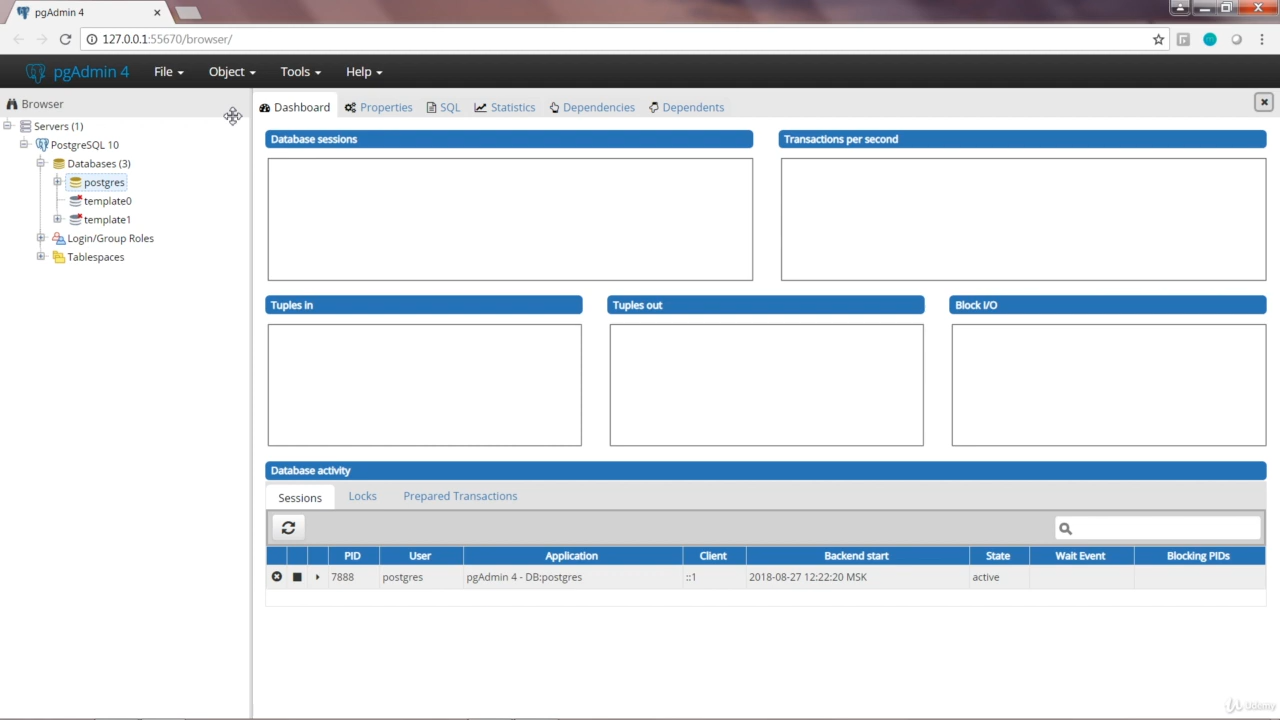 pgAdmin 4
127.0.0.1:55670/browser/
pgAdmin 4 File Object Tools Help
Browser
Servers (1)
PostgreSQL 10
Databases (3)
postgres
template0
template1
Login/Group Roles
Tablespaces
Dashboard Properties SQL Statistics Dependencies Dependents
Database sessions Transactions per second
Tuples in Tuples out Block I/O
Database activity
Sessions Locks Prepared Transactions
PID User Application Client Backend start State Wait Event Blocking PIDs
7888 postgres pgAdmin 4 - DB:postgres ::1 2018-08-27 12:22:20 MSK active
Udemy